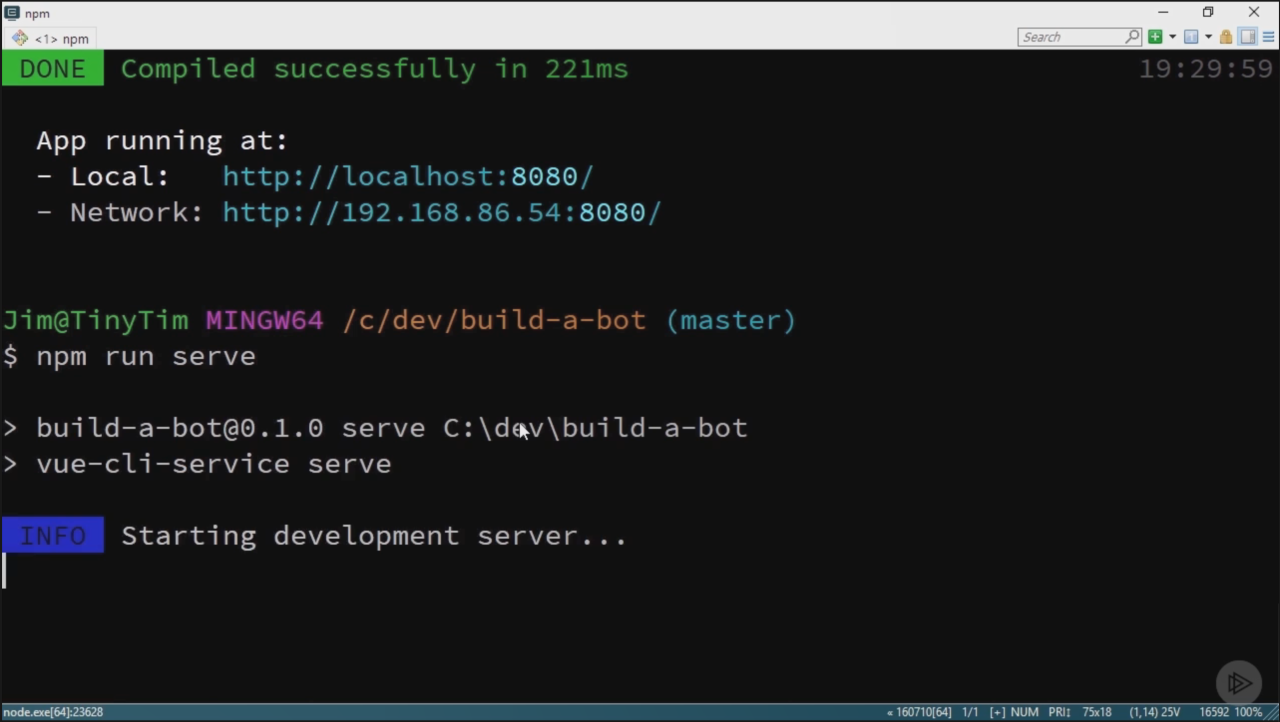 npm
<1> npm
Search
DONE Compiled successfully in 221ms 19:29:59
App running at:
- Local: http://localhost:8080/
- Network: http://192.168.86.54:8080/
Jim@TinyTim MINGW64 /c/dev/build-a-bot (master)
$ npm run serve
> build-a-bot@0.1.0 serve C:\dev\build-a-bot
> vue-cli-service serve
INFO Starting development server...
node.exe[64]:23628 « 160710[64] 1/1 [+] NUM PRI↕ 75x18 (1,14) 25V 16592 100%